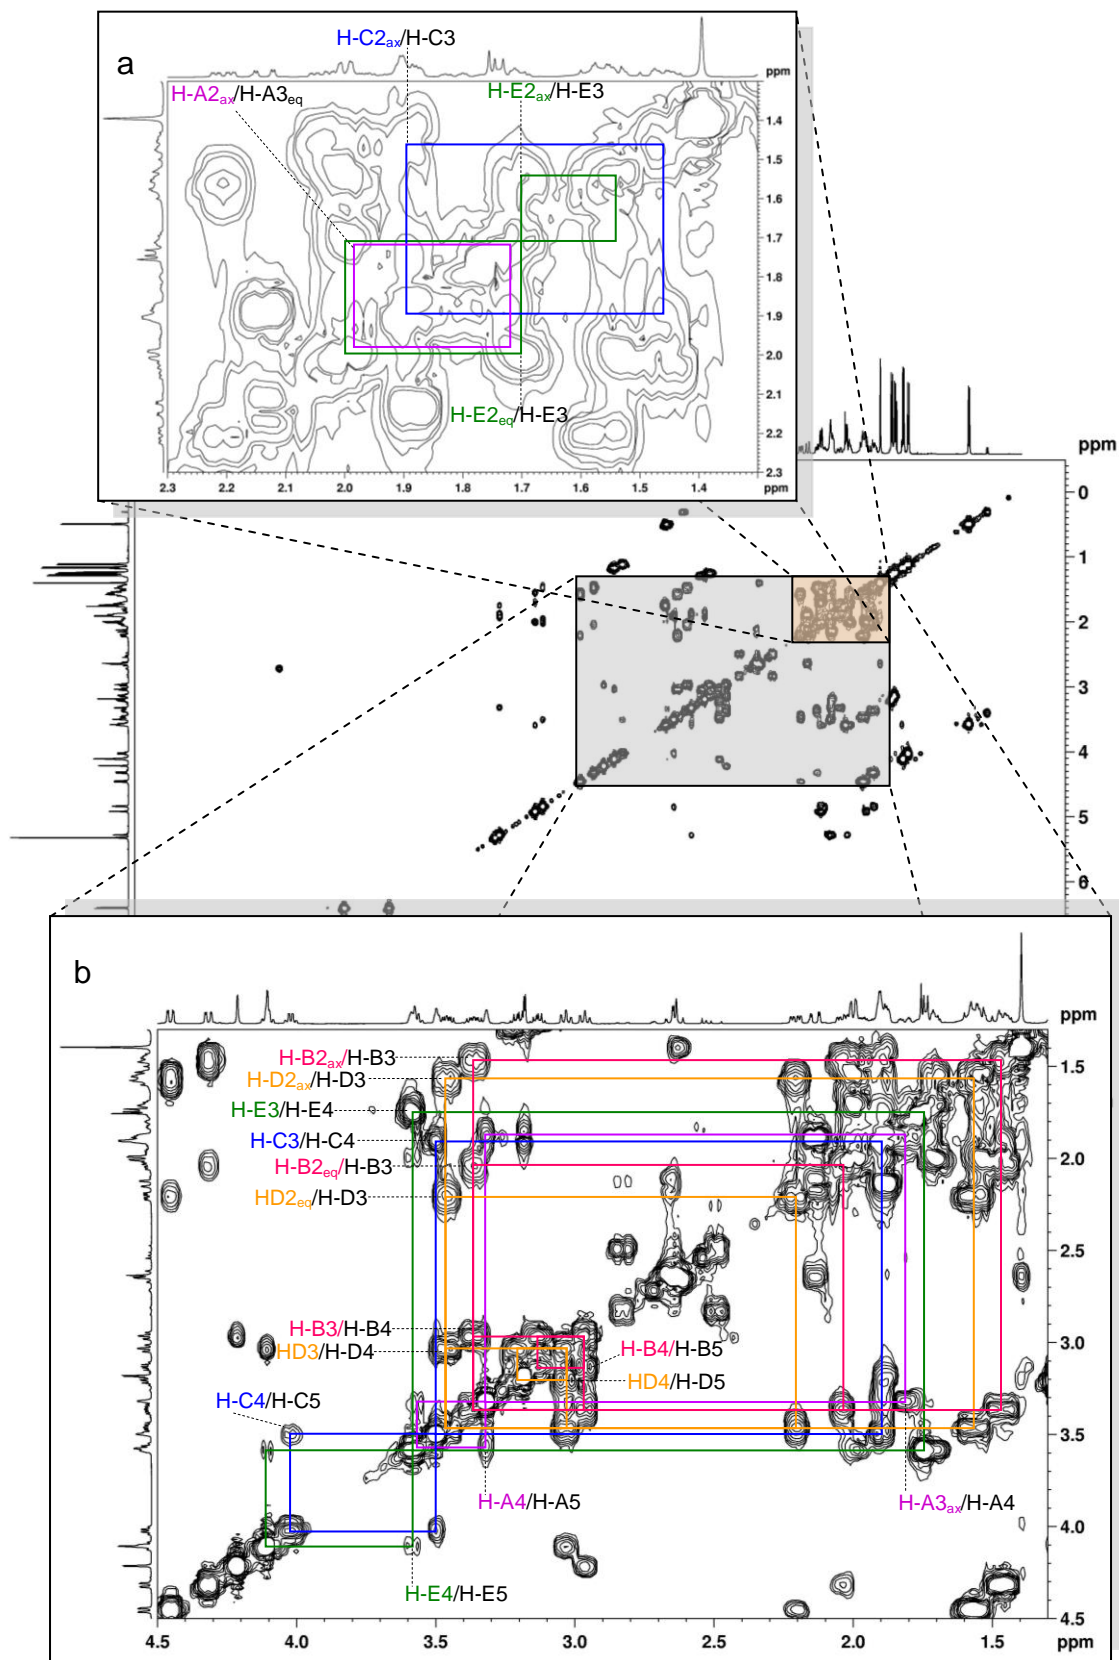 a
H-C2ax/H-C3
H-A2ax/H-A3eq
H-E2ax/H-E3
ppm
1.4
1.5
1.6
1.7
1.8
1.9
2.0
2.1
2.2
2.3
H-E2eq/H-E3
2.3 2.2 2.1 2.0 1.9 1.8 1.7 1.6 1.5 1.4 ppm
ppm
0
1
2
3
4
5
6
b
ppm
H-B2ax/H-B3
H-D2ax/H-D3
H-E3/H-E4
H-C3/H-C4
H-B2eq/H-B3
HD2eq/H-D3
H-B3/H-B4
HD3/H-D4
H-B4/H-B5
HD4/H-D5
H-C4/H-C5
H-A4/H-A5
H-A3ax/H-A4
H-E4/H-E5
1.5
2.0
2.5
3.0
3.5
4.0
4.5
4.5 4.0 3.5 3.0 2.5 2.0 1.5 ppm